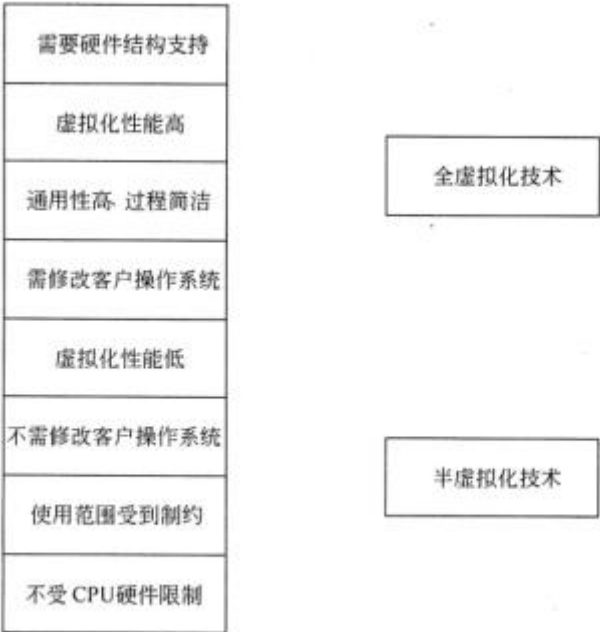 需要硬件结构支持
虚拟化性能高
通用性高、过程简洁
需修改客户操作系统
虚拟化性能低
不需修改客户操作系统
使用范围受到制约
不受CPU硬件限制
全虚拟化技术
半虚拟化技术